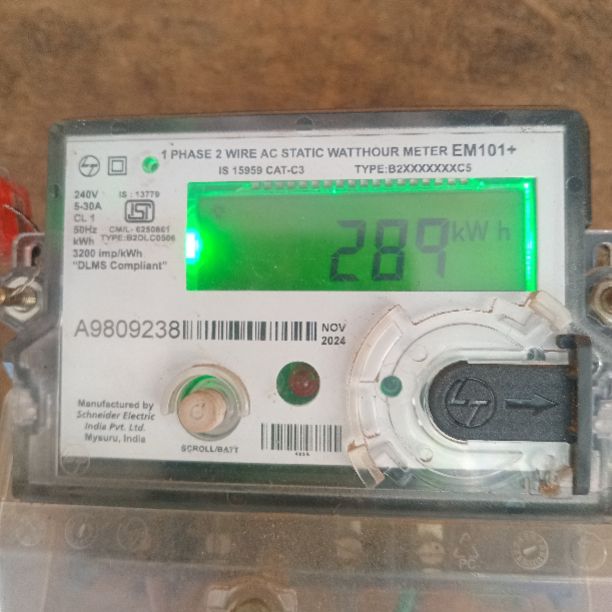 1 PHASE 2 WIRE AC STATIC WATTHOUR METER EM101+
IS 15959 CAT-C3 TYPE:B2XXXXXXXC5
240V
5-30A
CL 1
50Hz
kWh
3200 imp/kWh
"DLMS Compliant"
IS : 13779
CM/L- 6250861
TYPE:B2OLC0506
289 kWh
A9809238
NOV
2024
Manufactured by
Schneider Electric
India Pvt. Ltd.
Mysuru, India
SCROLL/BATT
LT